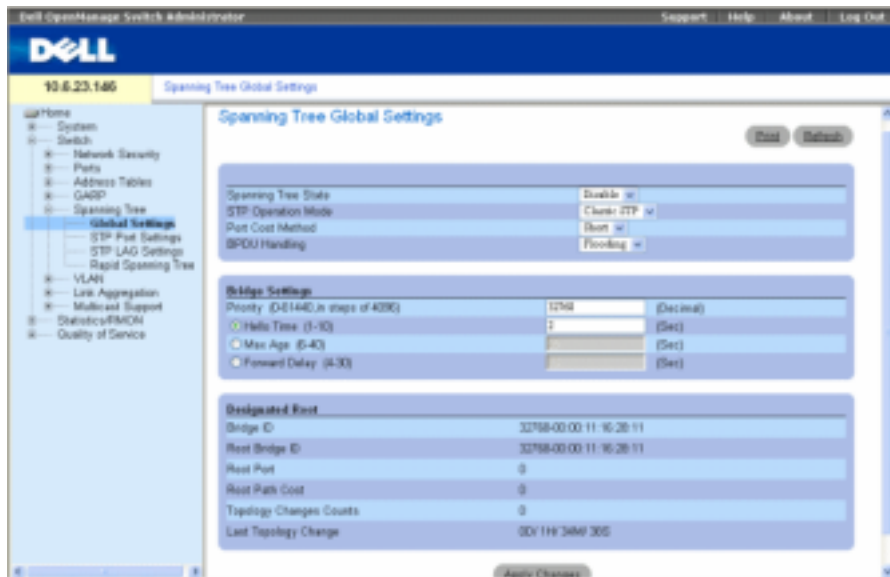 Dell OpenManage Switch Administrator Support Help About Log Out
DELL
10.6.23.146 Spanning Tree Global Settings
Home
System
Switch
Network Security
Ports
Address Tables
GARP
Spanning Tree
Global Settings
STP Port Settings
STP LAG Settings
Rapid Spanning Tree
VLAN
Link Aggregation
Multicast Support
Statistics/RMON
Quality of Service
Spanning Tree Global Settings
Print Refresh
Spanning Tree State Disable
STP Operation Mode Classic STP
Port Cost Method Short
BPDU Handling Flooding
Bridge Settings
Priority (0-61440,in steps of 4096) 32768 (Decimal)
Hello Time (1-10) 2 (Sec)
Max Age (6-40) (Sec)
Forward Delay (4-30) (Sec)
Designated Root
Bridge ID 32768-00:00:11:16:28:11
Root Bridge ID 32768-00:00:11:16:28:11
Root Port 0
Root Path Cost 0
Topology Changes Counts 0
Last Topology Change 0D/ 1H/ 34M/ 38S
Apply Changes